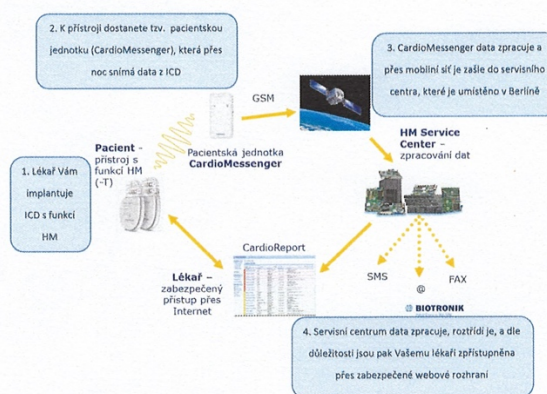 2. K přístroji dostanete tzv. pacientskou
jednotku (CardioMessenger), která přes
noc snímá data z ICD
3. CardioMessenger data zpracuje a
přes mobilní síť je zašle do servisního
centra, které je umístěno v Berlíně
GSM
Pacient -
přístroj s
funkcí HM
(-T)
Pacientská jednotka
CardioMessenger
HM Service
Center -
zpracování dat
1. Lékař Vám
implantuje
ICD s funkcí
HM
CardioReport
Lékař –
zabezpečený
přístup přes
Internet
SMS
@
FAX
BIOTRONIK
4. Servisní centrum data zpracuje, roztřídí je, a dle
důležitosti jsou pak Vašemu lékaři zpřístupněna
přes zabezpečené webové rozhraní